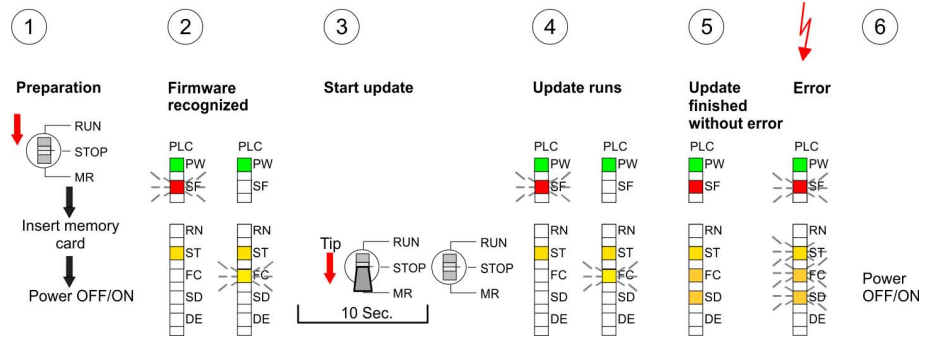 1
2
3
4
5
6
Preparation
Firmware
recognized
Start update
Update runs
Update
finished
without error
Error
RUN
STOP
MR
Insert memory
card
Power OFF/ON
PLC
PW
SF
RN
ST
FC
SD
DE
PLC
PW
SF
RN
ST
FC
SD
DE
Tip
RUN
STOP
MR
10 Sec.
RUN
STOP
MR
PLC
PW
SF
RN
ST
FC
SD
DE
PLC
PW
SF
RN
ST
FC
SD
DE
PLC
PW
SF
RN
ST
FC
SD
DE
PLC
PW
SF
RN
ST
FC
SD
DE
Power
OFF/ON